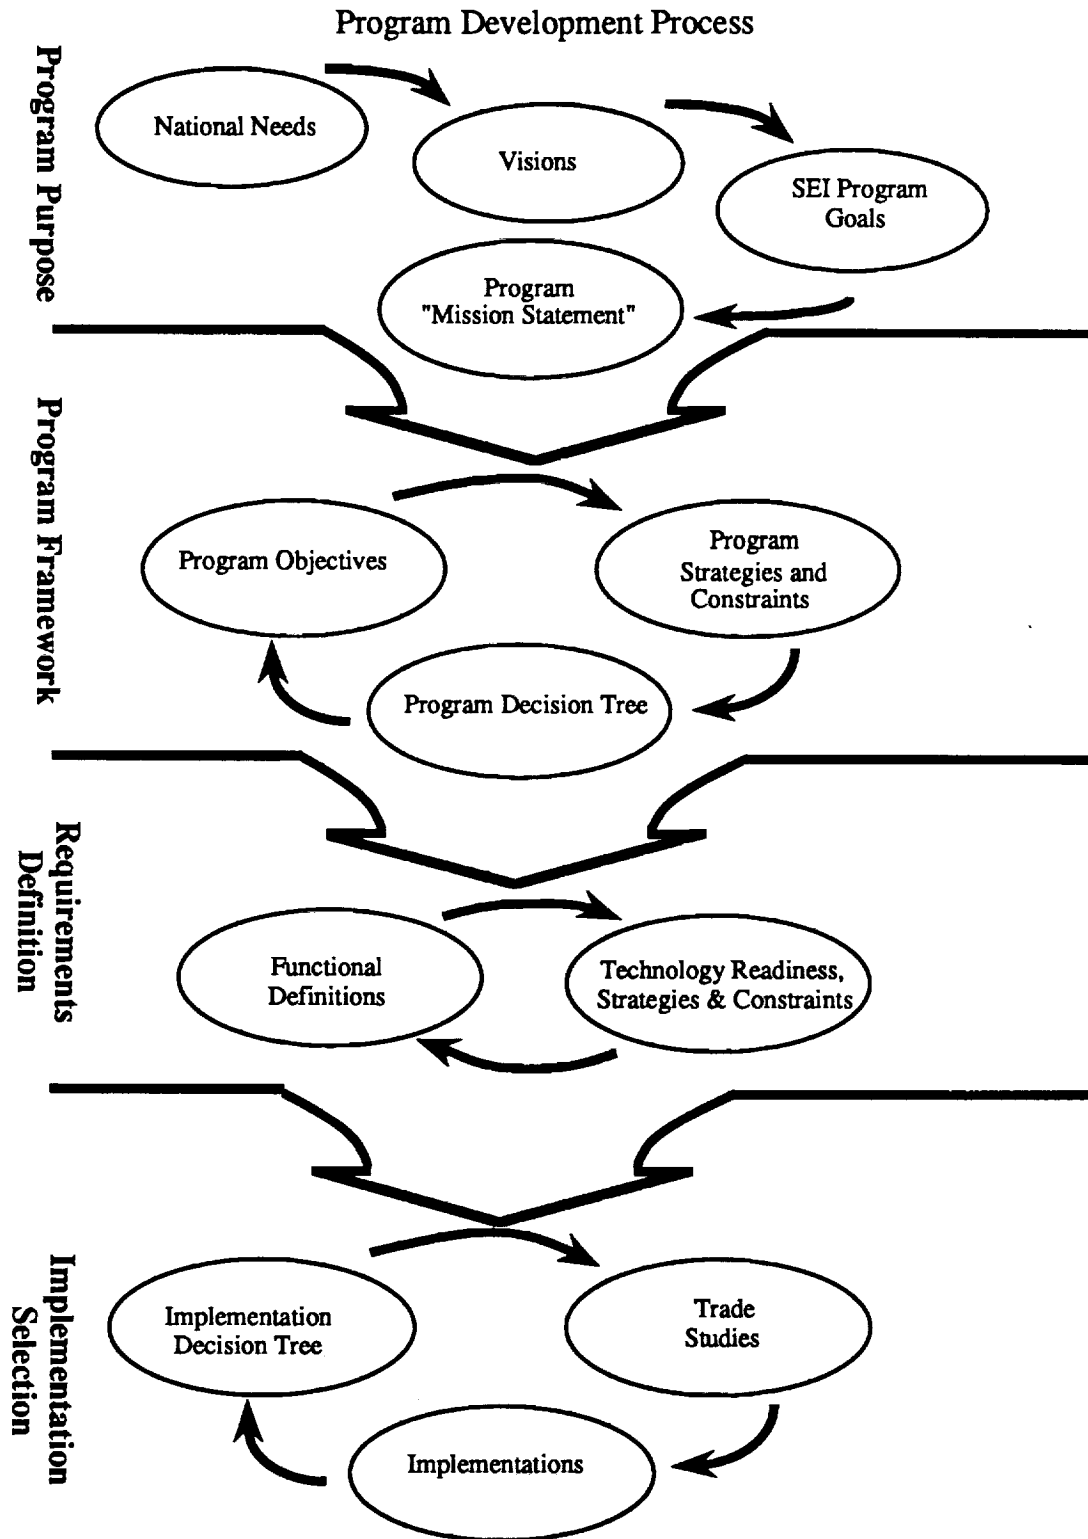 Program Development Process
Program Purpose
National Needs
Visions
SEI Program
Goals
Program
"Mission Statement"
Program Framework
Program Objectives
Program
Strategies and
Constraints
Program Decision Tree
Requirements
Definition
Functional
Definitions
Technology Readiness,
Strategies & Constraints
Implementation
Selection
Implementation
Decision Tree
Trade
Studies
Implementations